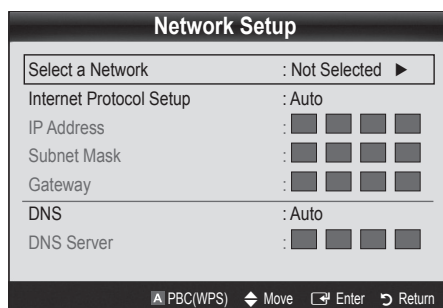 Network Setup
Select a Network : Not Selected ►
Internet Protocol Setup : Auto
IP Address :
Subnet Mask :
Gateway :
DNS : Auto
DNS Server :
A PBC(WPS) Move Enter Return